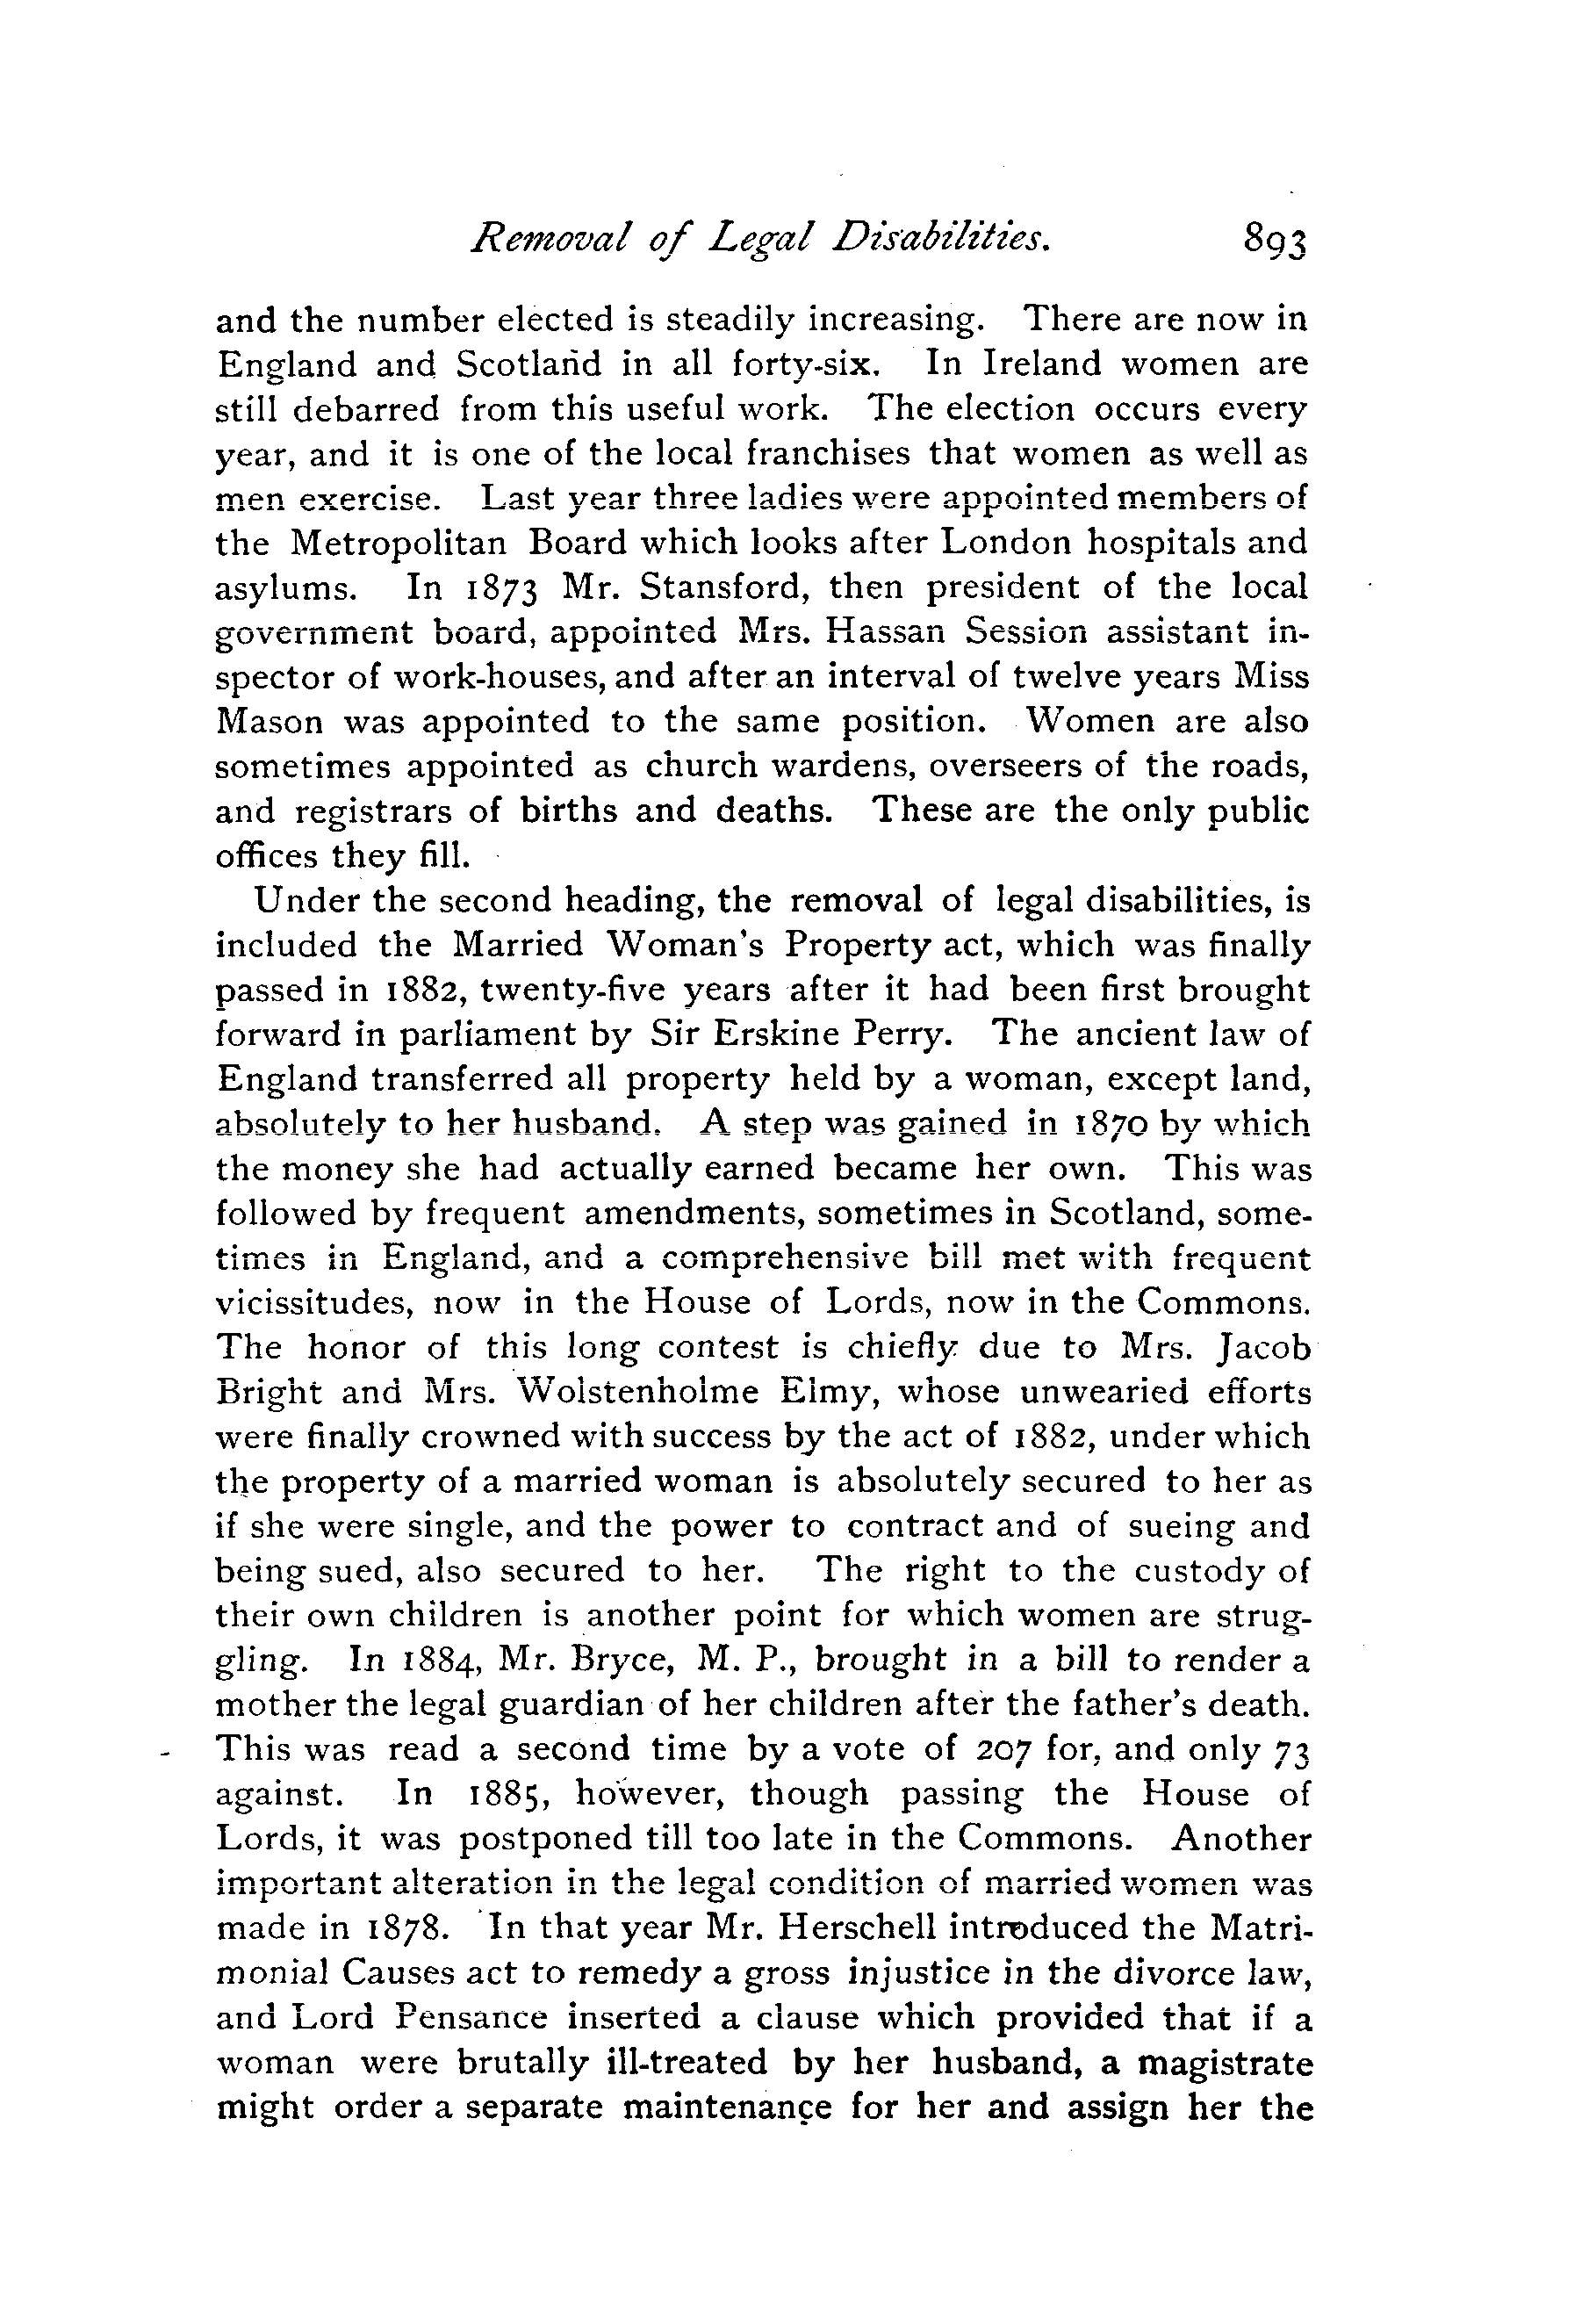 Removal of Legal Disabilities. 893
and the number elected is steadily increasing. There are now in
England and Scotland in all forty-six. In Ireland women are
still debarred from this useful work. The election occurs every
year, and it is one of the local franchises that women as well as
men exercise. Last year three ladies were appointed members of
the Metropolitan Board which looks after London hospitals and
asylums. In 1873 Mr. Stansford, then president of the local
government board, appointed Mrs. Hassan Session assistant in-
spector of work-houses, and after an interval of twelve years Miss
Mason was appointed to the same position. Women are also
sometimes appointed as church wardens, overseers of the roads,
and registrars of births and deaths. These are the only public
offices they fill.
Under the second heading, the removal of legal disabilities, is
included the Married Woman's Property act, which was finally
passed in 1882, twenty-five years after it had been first brought
forward in parliament by Sir Erskine Perry. The ancient law of
England transferred all property held by a woman, except land,
absolutely to her husband. A step was gained in 1870 by which
the money she had actually earned became her own. This was
followed by frequent amendments, sometimes in Scotland, some-
times in England, and a comprehensive bill met with frequent
vicissitudes, now in the House of Lords, now in the Commons.
The honor of this long contest is chiefly due to Mrs. Jacob
Bright and Mrs. Wolstenholme Elmy, whose unwearied efforts
were finally crowned with success by the act of 1882, under which
the property of a married woman is absolutely secured to her as
if she were single, and the power to contract and of sueing and
being sued, also secured to her. The right to the custody of
their own children is another point for which women are strug-
gling. In 1884, Mr. Bryce, M. P., brought in a bill to render a
mother the legal guardian of her children after the father's death.
This was read a second time by a vote of 207 for, and only 73
against. In 1885, however, though passing the House of
Lords, it was postponed till too late in the Commons. Another
important alteration in the legal condition of married women was
made in 1878. In that year Mr. Herschell introduced the Matri-
monial Causes act to remedy a gross injustice in the divorce law,
and Lord Pensance inserted a clause which provided that if a
woman were brutally ill-treated by her husband, a magistrate
might order a separate maintenance for her and assign her the